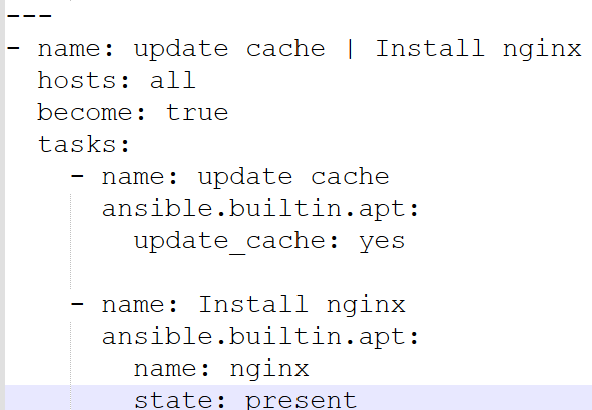 ---
- name: update cache | Install nginx
  hosts: all
  become: true
  tasks:
    - name: update cache
      ansible.builtin.apt:
        update_cache: yes

    - name: Install nginx
      ansible.builtin.apt:
        name: nginx
        state: present